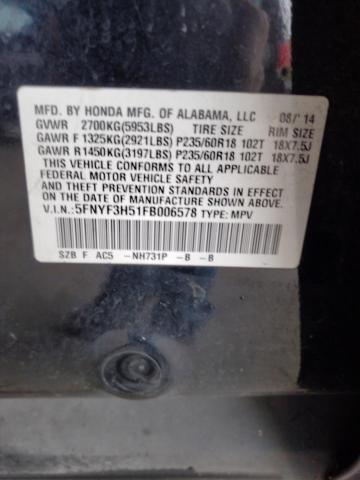 MFD. BY HONDA MFG. OF ALABAMA, LLC 08/'14
GVWR 2700KG(5953LBS) TIRE SIZE RIM SIZE
GAWR F 1325KG(2921LBS) P235/60R18 102T 18X7.5J
GAWR R 1450KG(3197LBS) P235/60R18 102T 18X7.5J
THIS VEHICLE CONFORMS TO ALL APPLICABLE
FEDERAL MOTOR VEHICLE SAFETY
AND THEFT PREVENTION STANDARDS IN EFFECT
ON THE DATE OF MANUFACTURE SHOWN ABOVE.
V.I.N.: 5FNYF3H51FB006578 TYPE: MPV
SZB F AC5 -NH731P -B -B